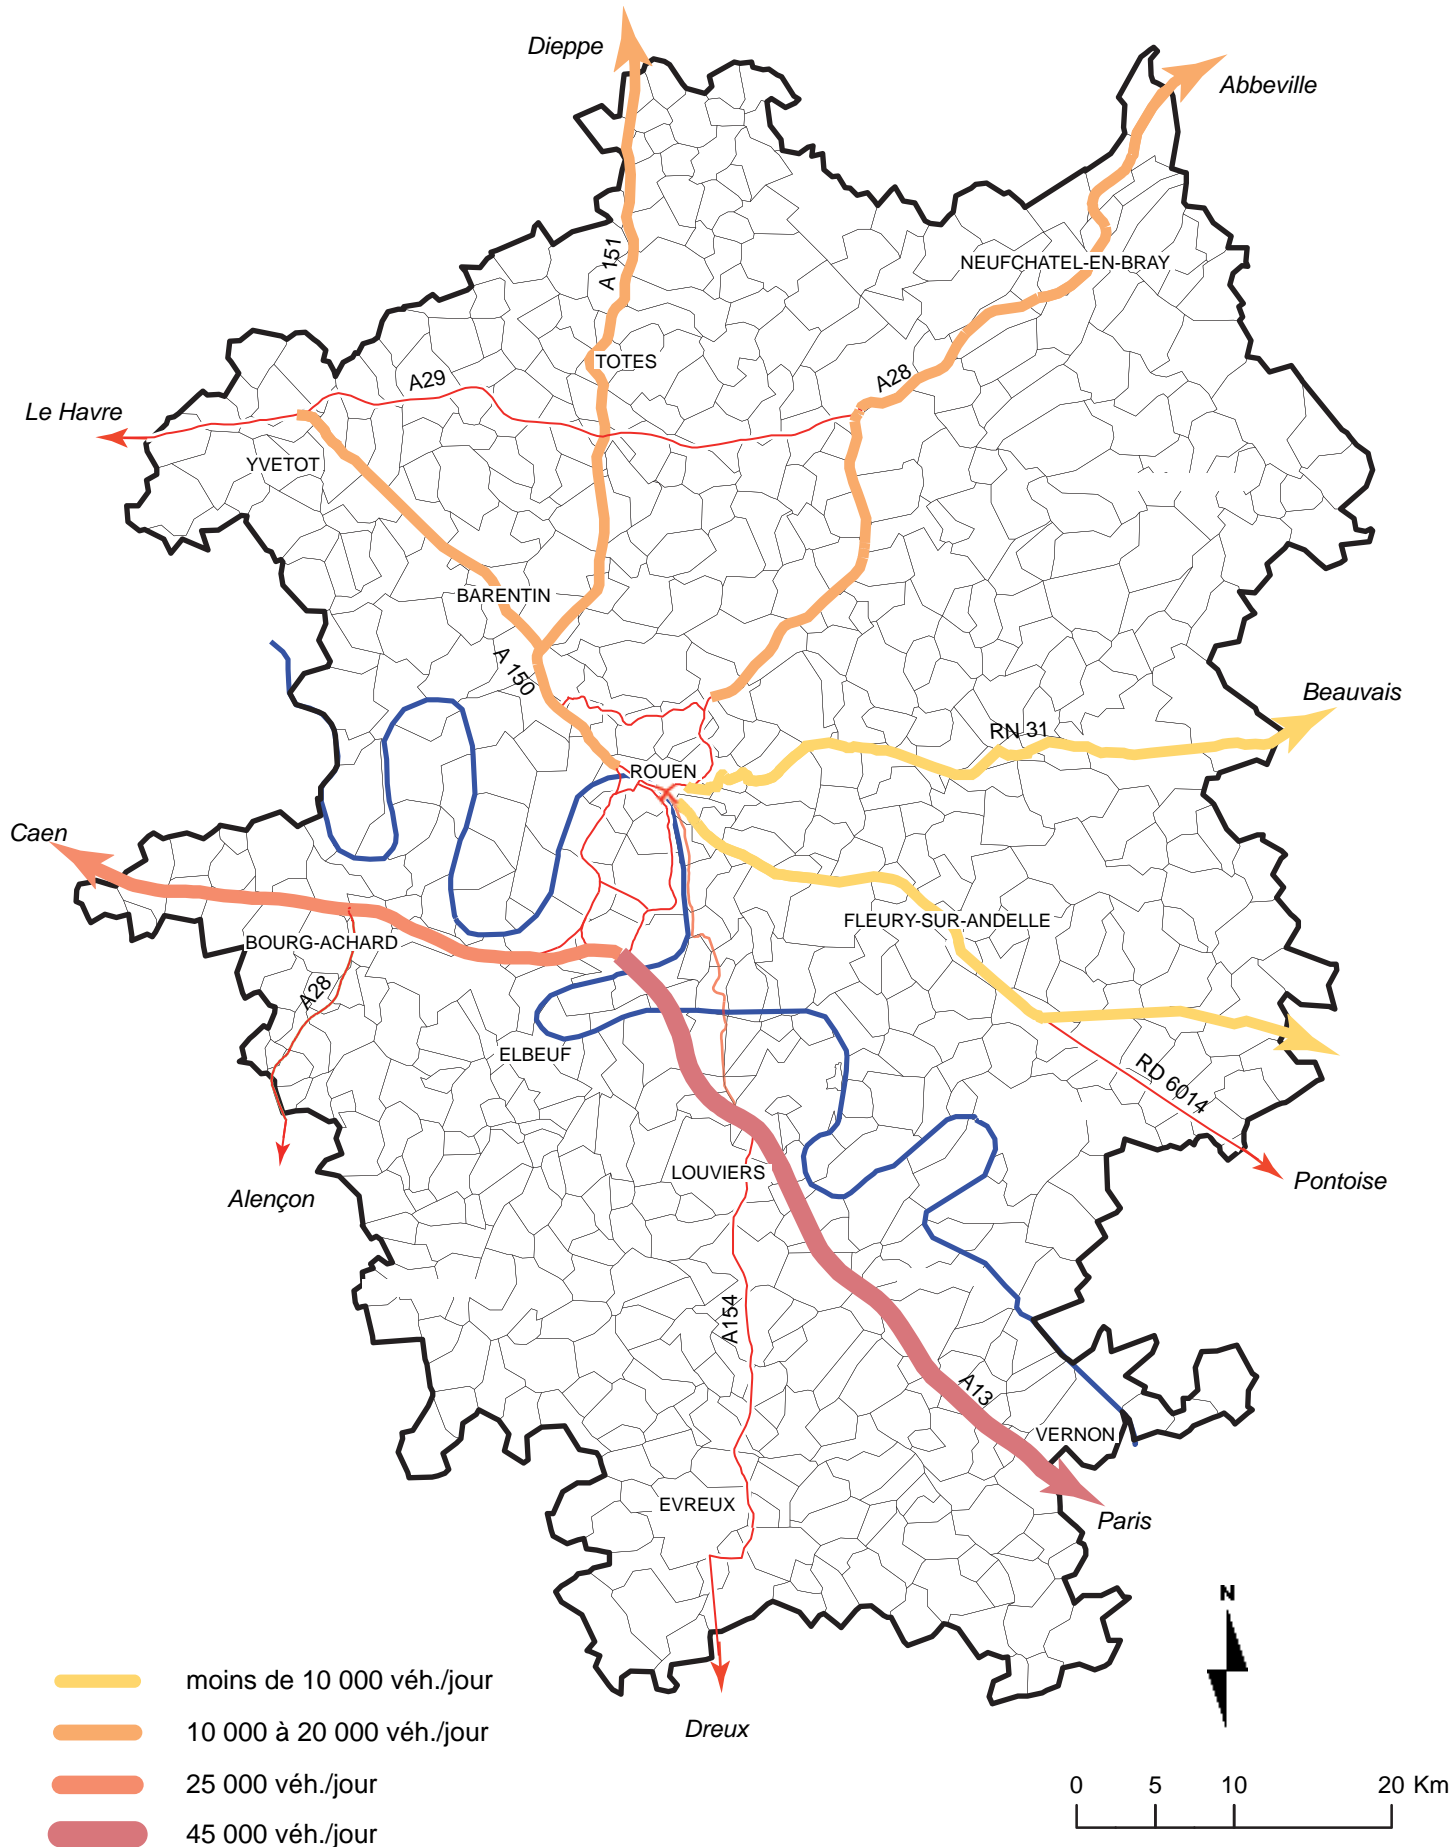 Dieppe
Abbeville
A 151
NEUFCHATEL-EN-BRAY
TOTES
A29
A28
Le Havre
YVETOT
BARENTIN
A 150
Beauvais
RN 31
ROUEN
Caen
FLEURY-SUR-ANDELLE
BOURG-ACHARD
A28
ELBEUF
RD 6014
LOUVIERS
Pontoise
Alençon
A154
A13
VERNON
EVREUX
Paris
N
moins de 10 000 véh./jour
10 000 à 20 000 véh./jour
Dreux
25 000 véh./jour
0 5 10 20 Km
45 000 véh./jour